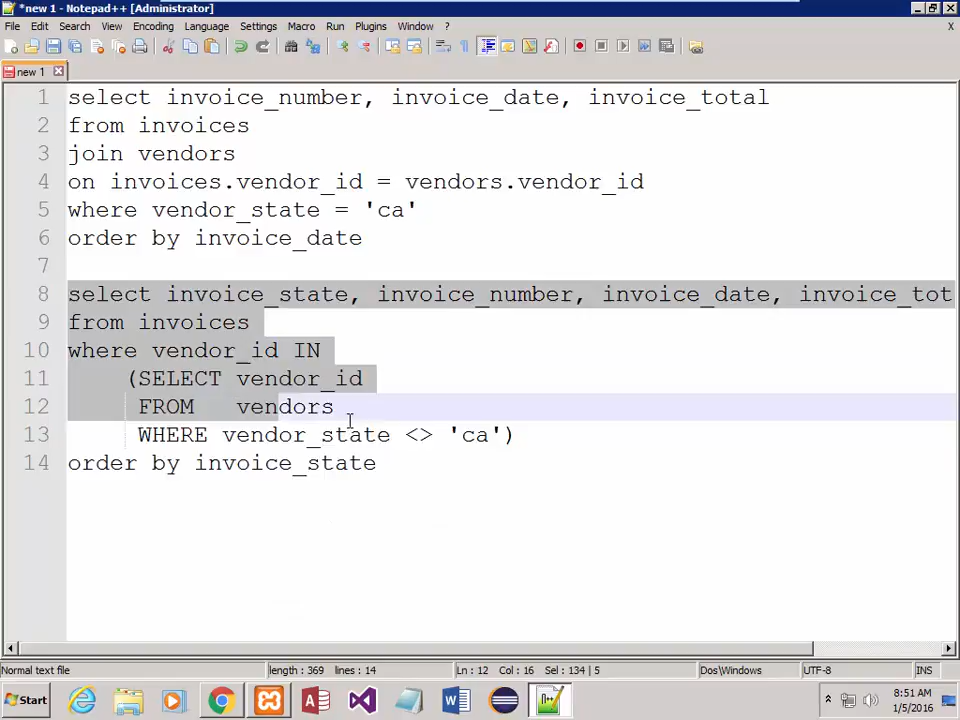 *new 1 - Notepad++ [Administrator]
File Edit Search View Encoding Language Settings Macro Run Plugins Window ? X
new 1
1 select invoice_number, invoice_date, invoice_total
2 from invoices
3 join vendors
4 on invoices.vendor_id = vendors.vendor_id
5 where vendor_state = 'ca'
6 order by invoice_date
7
8 select invoice_state, invoice_number, invoice_date, invoice_tot
9 from invoices
10 where vendor_id IN
11 (SELECT vendor_id
12 FROM vendors
13 WHERE vendor_state <> 'ca')
14 order by invoice_state
Normal text file length : 369 lines : 14 Ln : 12 Col : 16 Sel : 134 | 5 Dos\Windows UTF-8 INS
Start 8:51 AM
1/5/2016